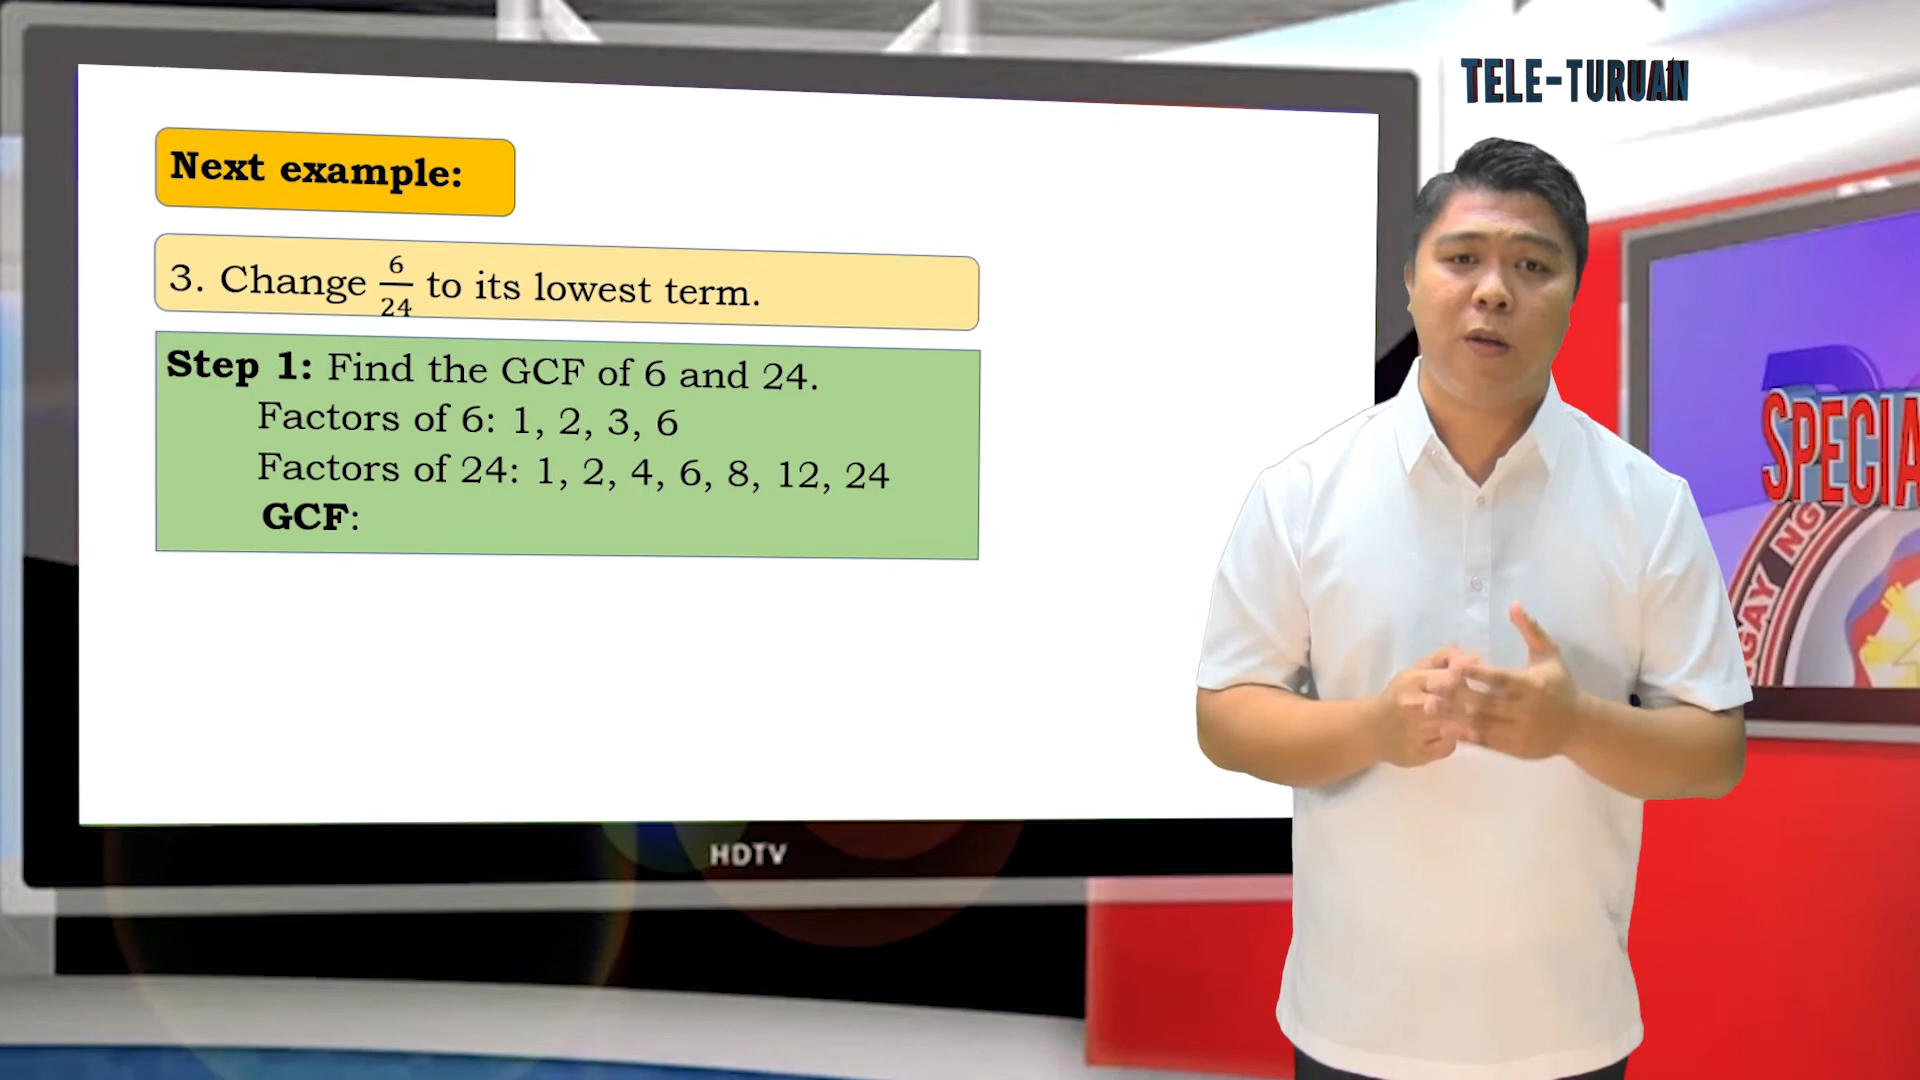 TELE-TURUAN
Next example:
3. Change 6/24 to its lowest term.
Step 1: Find the GCF of 6 and 24.
Factors of 6: 1, 2, 3, 6
Factors of 24: 1, 2, 4, 6, 8, 12, 24
GCF:
SPECIA
NG
HDTV